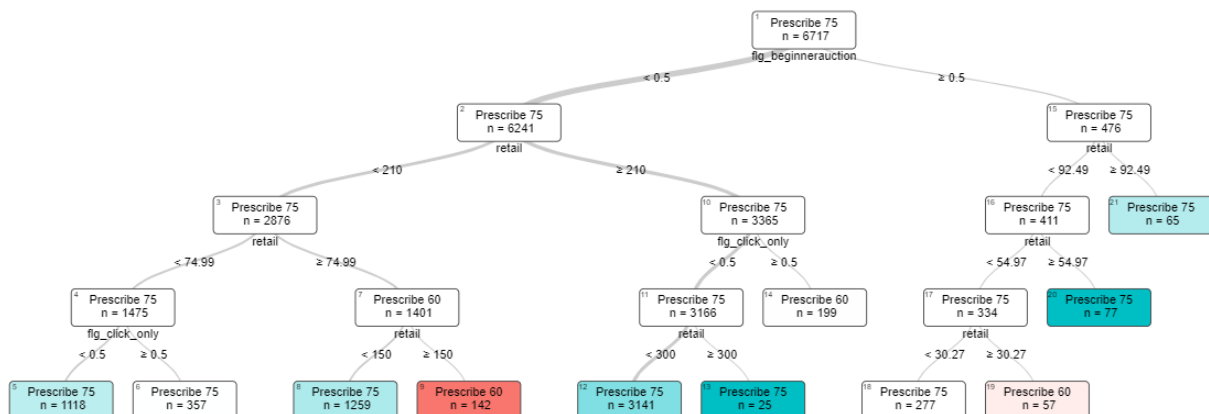 1
Prescribe 75
n = 6717
flg_beginnerauction
< 0.5
≥ 0.5
2
Prescribe 75
n = 6241
retail
15
Prescribe 75
n = 476
retail
< 210
≥ 210
< 92.49
≥ 92.49
3
Prescribe 75
n = 2876
retail
10
Prescribe 75
n = 3365
flg_click_only
16
Prescribe 75
n = 411
retail
21
Prescribe 75
n = 65
< 74.99
≥ 74.99
< 0.5
≥ 0.5
< 54.97
≥ 54.97
4
Prescribe 75
n = 1475
flg_click_only
7
Prescribe 60
n = 1401
retail
11
Prescribe 75
n = 3166
retail
14
Prescribe 60
n = 199
17
Prescribe 75
n = 334
retail
20
Prescribe 75
n = 77
< 0.5
≥ 0.5
< 150
≥ 150
< 300
≥ 300
< 30.27
≥ 30.27
5
Prescribe 75
n = 1118
6
Prescribe 75
n = 357
8
Prescribe 75
n = 1259
9
Prescribe 60
n = 142
12
Prescribe 75
n = 3141
13
Prescribe 75
n = 25
18
Prescribe 75
n = 277
19
Prescribe 60
n = 57